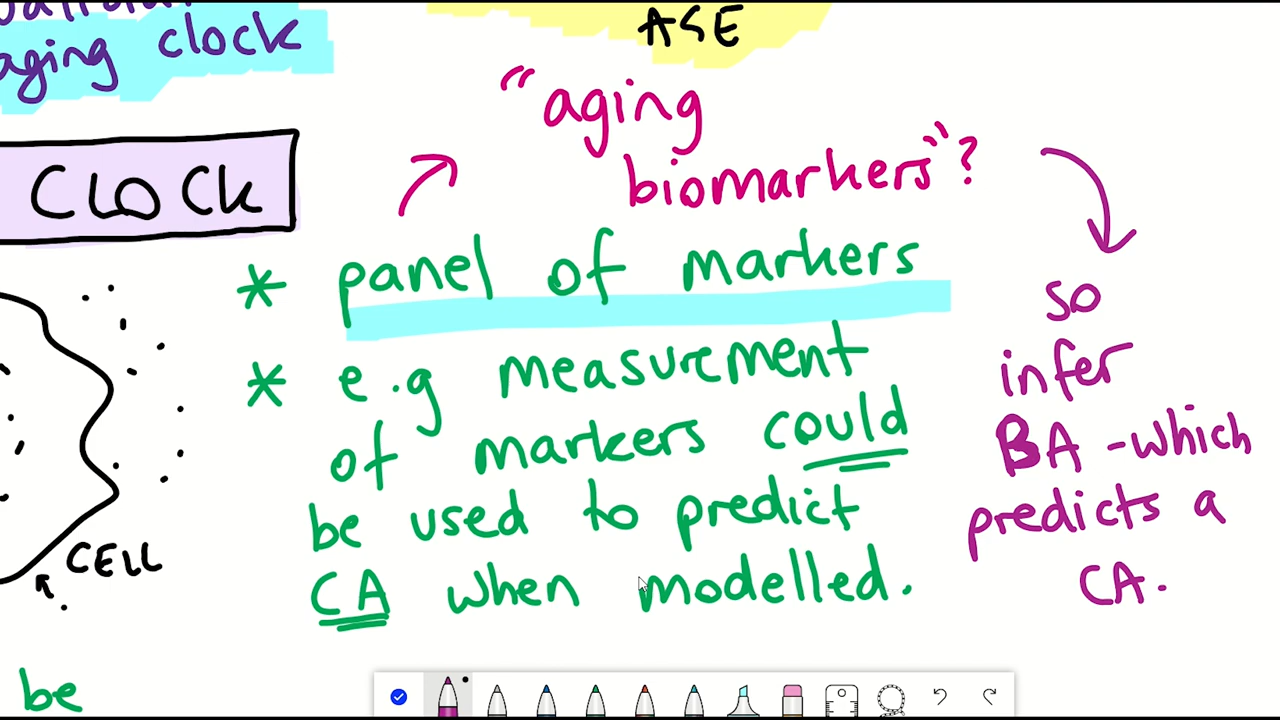 aging clock
AGE
"aging
biomarkers"?
CLOCK
* panel of markers
* e.g measurement
of markers could
be used to predict
CA when modelled.
so
infer
BA - which
predicts a
CA.
CELL
be